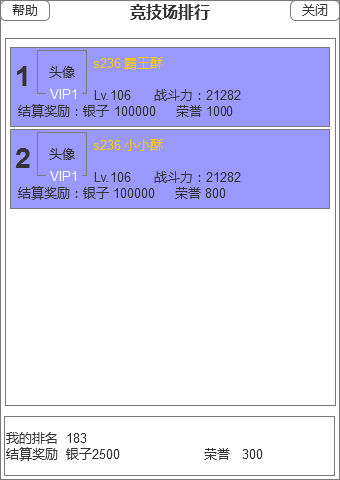 帮助 竞技场排行 关闭
1 头像 s236.霸王酥
VIP1 Lv.106 战斗力：21282
结算奖励：银子 100000 荣誉 1000
2 头像 s236.小小酥
VIP1 Lv.106 战斗力：21282
结算奖励：银子 100000 荣誉 800
我的排名 183
结算奖励 银子2500 荣誉 300